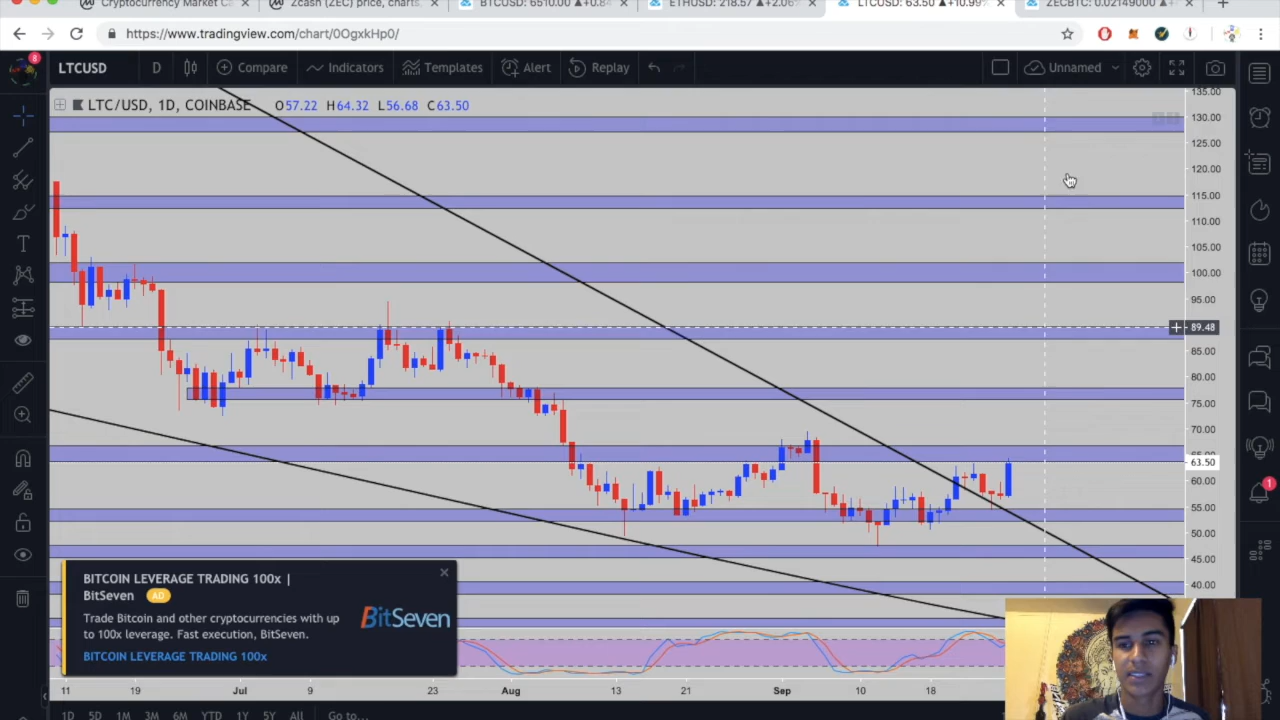 Cryptocurrency Market Ca
Zcash (ZEC) price, charts,
BTCUSD: 6510.00 ▲+0.84
ETHUSD: 218.57 ▲+2.06%
LTCUSD: 63.50 ▲+10.99%
ZECBTC: 0.02149000 ▲+
https://www.tradingview.com/chart/0OgxkHp0/
8
LTCUSD D Compare Indicators Templates Alert Replay Unnamed
LTC/USD, 1D, COINBASE O57.22 H64.32 L56.68 C63.50
135.00
130.00
125.00
120.00
115.00
110.00
105.00
100.00
95.00
89.48
85.00
80.00
75.00
70.00
65.00
63.50
60.00
55.00
50.00
45.00
40.00
1
BITCOIN LEVERAGE TRADING 100x |
BitSeven AD
Trade Bitcoin and other cryptocurrencies with up
to 100x leverage. Fast execution, BitSeven.
BITCOIN LEVERAGE TRADING 100x
BitSeven
11 19 Jul 9 23 Aug 13 21 Sep 10 18
1D 5D 1M 3M 6M YTD 1Y 5Y All Go to...